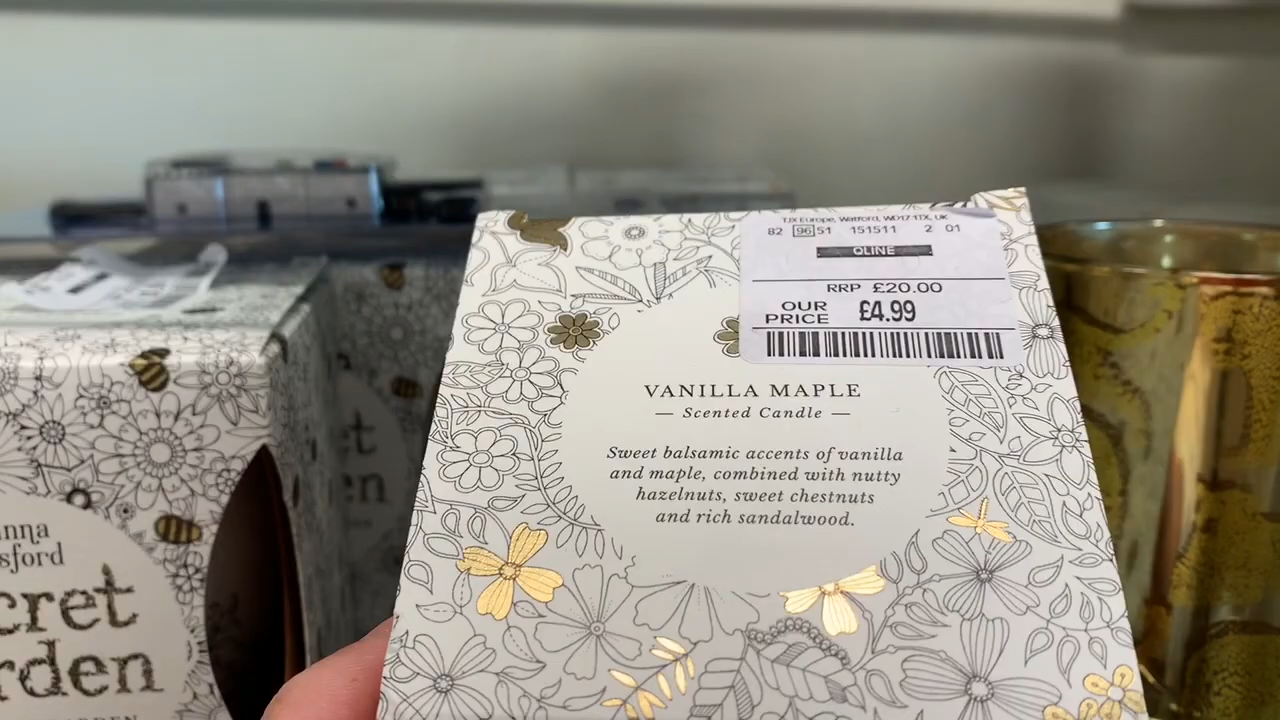 TJX Europe, Watford, WD17 1TX, UK
82 96 51 151511 2 01
QLINE
RRP £20.00
OUR PRICE £4.99
VANILLA MAPLE
— Scented Candle —
Sweet balsamic accents of vanilla
and maple, combined with nutty
hazelnuts, sweet chestnuts
and rich sandalwood.
anna
sford
cret
rden
et
en